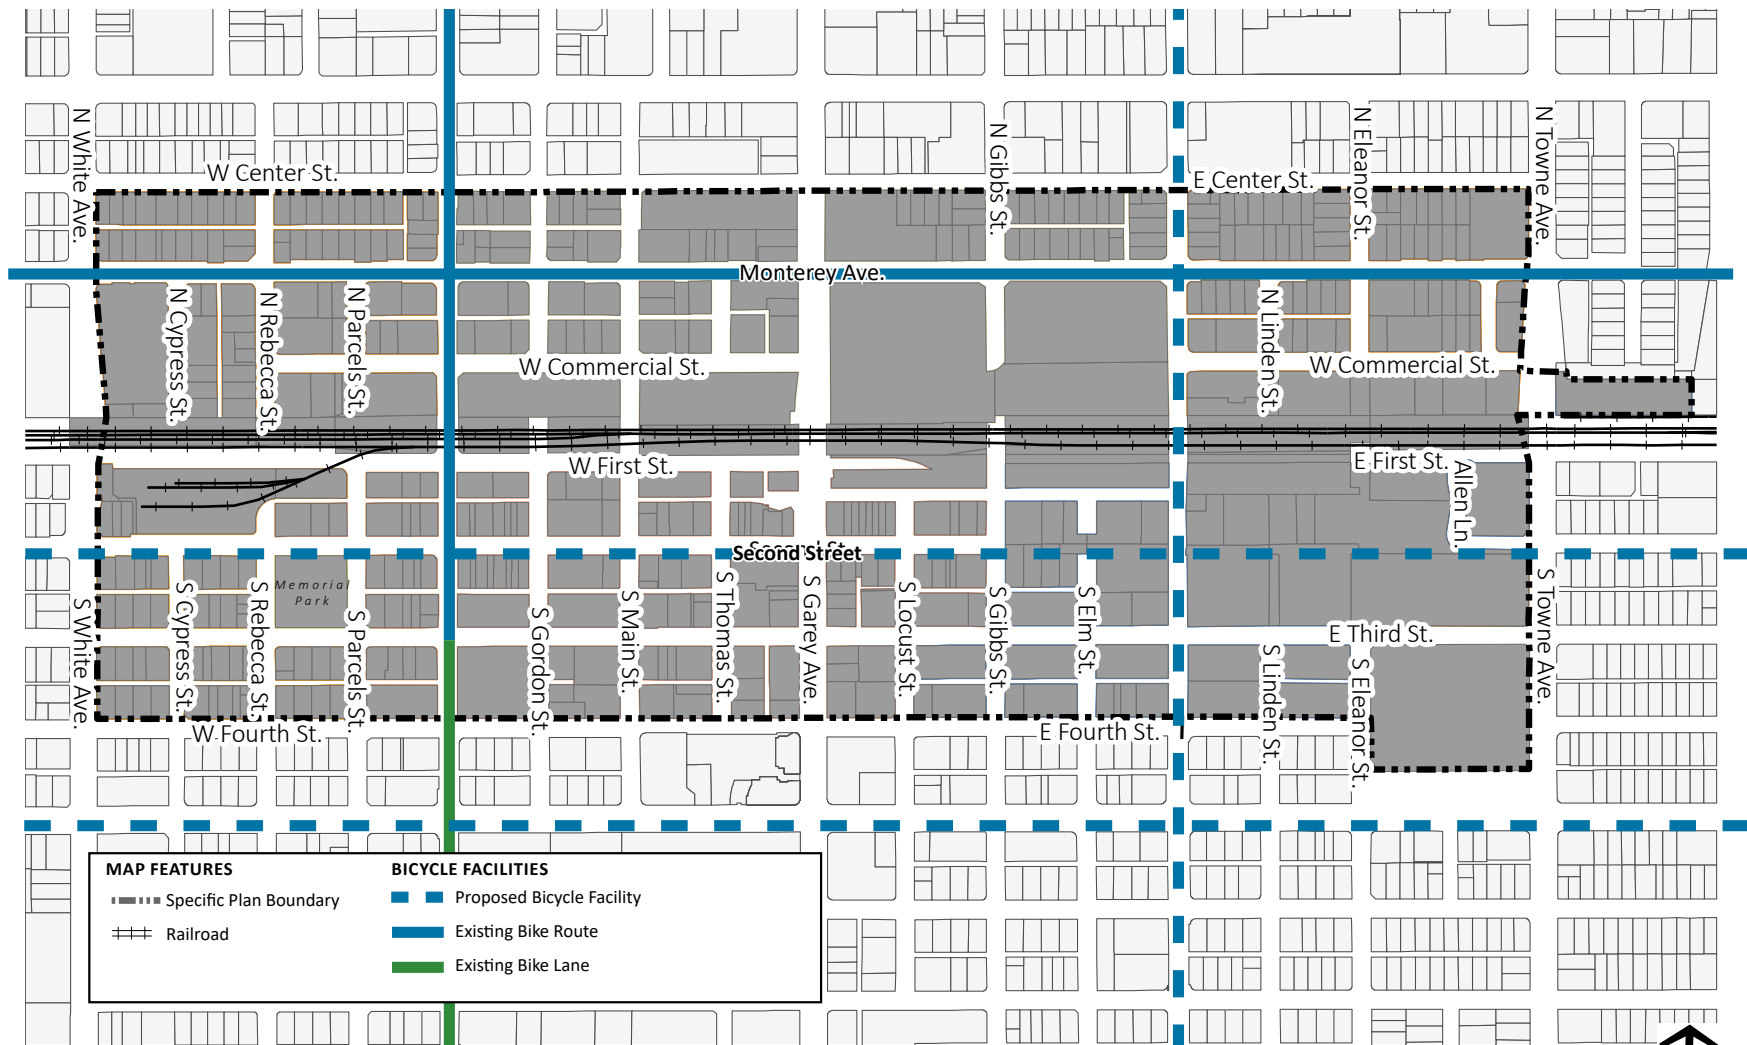 N White Ave.
W Center St.
N Gibbs St.
E Center St.
N Eleanor St.
N Towne Ave.
Monterey Ave.
N Cypress St.
N Rebecca St.
N Parcels St.
W Commercial St.
N Linden St.
W Commercial St.
W First St.
E First St.
Allen Ln.
Second Street
Memorial
Park
S White Ave.
S Cypress St.
S Rebecca St.
S Parcels St.
S Gordon St.
S Main St.
S Thomas St.
S Garey Ave.
S Locust St.
S Gibbs St.
S Elm St.
E Third St.
S Linden St.
S Eleanor St.
S Towne Ave.
W Fourth St.
E Fourth St.
MAP FEATURES
Specific Plan Boundary
Railroad
BICYCLE FACILITIES
Proposed Bicycle Facility
Existing Bike Route
Existing Bike Lane